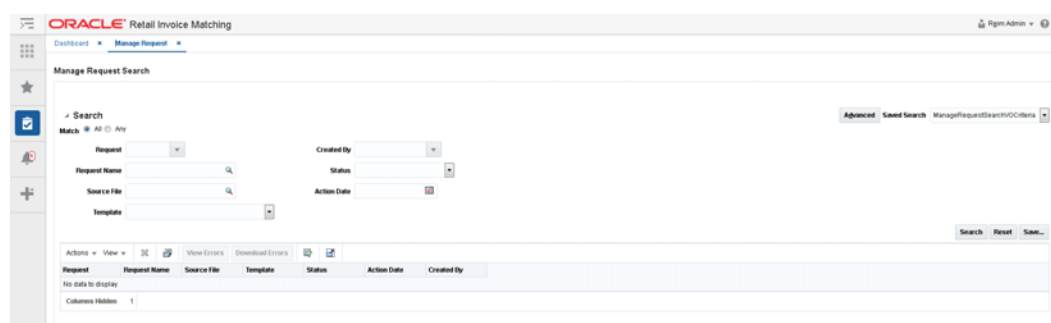 ORACLE® Retail Invoice Matching Rgim Admin
Dashboard Manage Request
Manage Request Search
Search Advanced Saved Search ManageRequestSearchVOCriteria
Match All Any
Request Created By
Request Name Status
Source File Action Date
Template
Search Reset Save...
Actions View View Errors Download Errors
Request Request Name Source File Template Status Action Date Created By
No data to display.
Columns Hidden 1